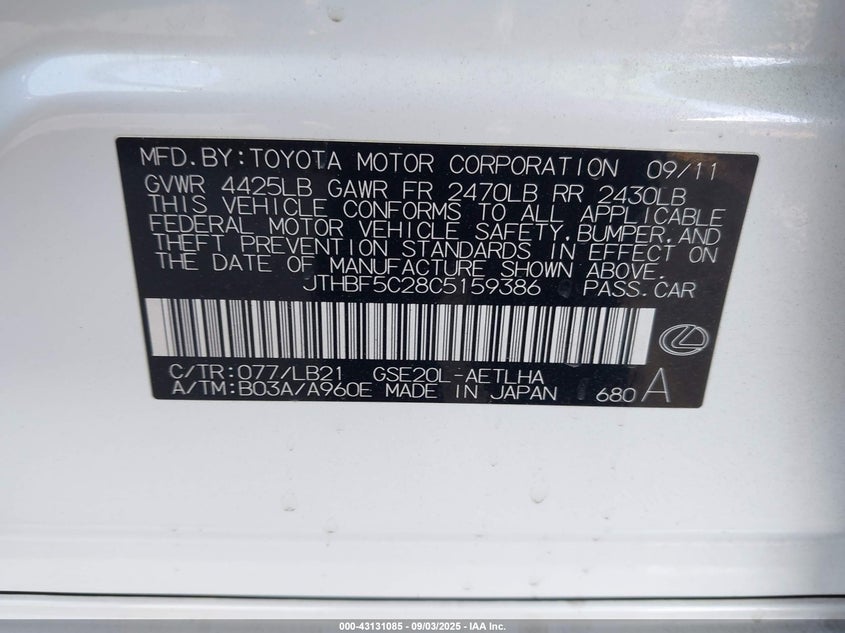 MFD.BY:TOYOTA MOTOR CORPORATION 09/11
GVWR 4425LB GAWR FR 2470LB RR 2430LB
THIS VEHICLE CONFORMS TO ALL APPLICABLE
FEDERAL MOTOR VEHICLE SAFETY,BUMPER,AND
THEFT PREVENTION STANDARDS IN EFFECT ON
THE DATE OF MANUFACTURE SHOWN ABOVE.
JTHBF5C28C5159386 PASS.CAR
C/TR:077/LB21 GSE20L-AETLHA
A/TM:B03A/A960E MADE IN JAPAN 680 A
000-43131085 - 09/03/2025 - IAA Inc.